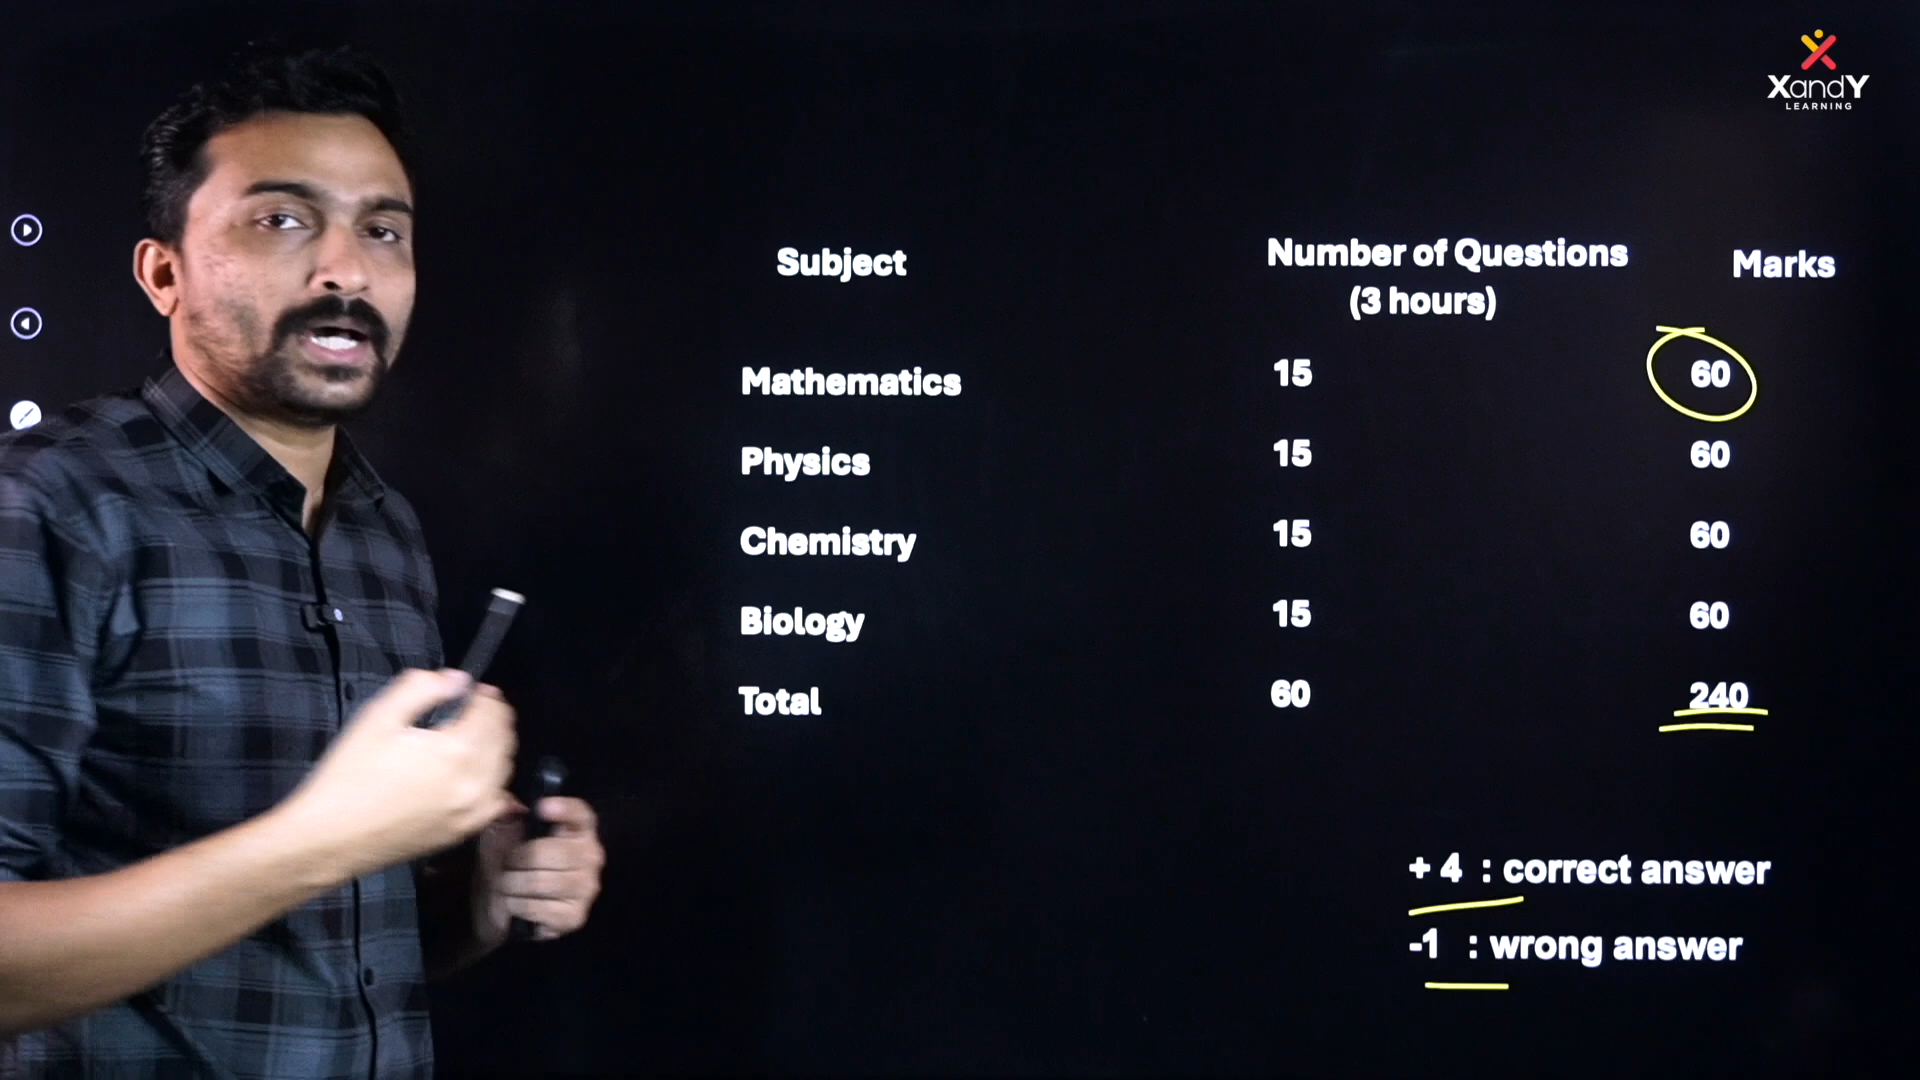 XandY
LEARNING
Subject Number of Questions Marks
(3 hours)
Mathematics 15 60
Physics 15 60
Chemistry 15 60
Biology 15 60
Total 60 240
+ 4 : correct answer
-1 : wrong answer